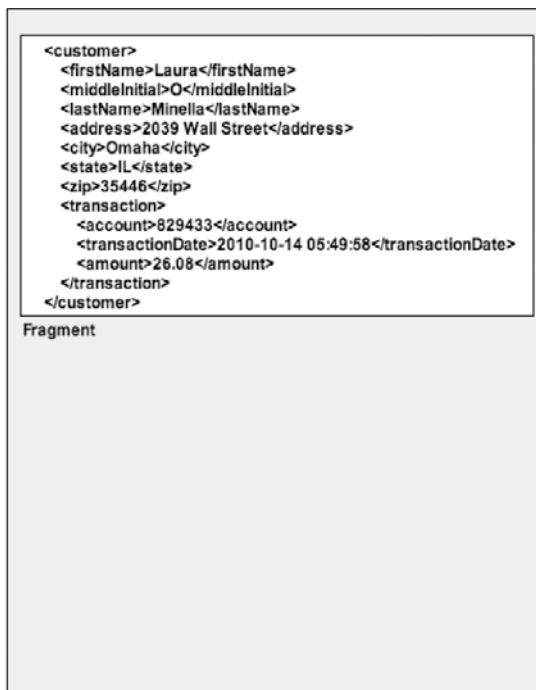 <customer>
<firstName>Laura</firstName>
<middleInitial>O</middleInitial>
<lastName>Minella</lastName>
<address>2039 Wall Street</address>
<city>Omaha</city>
<state>IL</state>
<zip>35446</zip>
<transaction>
<account>829433</account>
<transactionDate>2010-10-14 05:49:58</transactionDate>
<amount>26.08</amount>
</transaction>
</customer>
Fragment